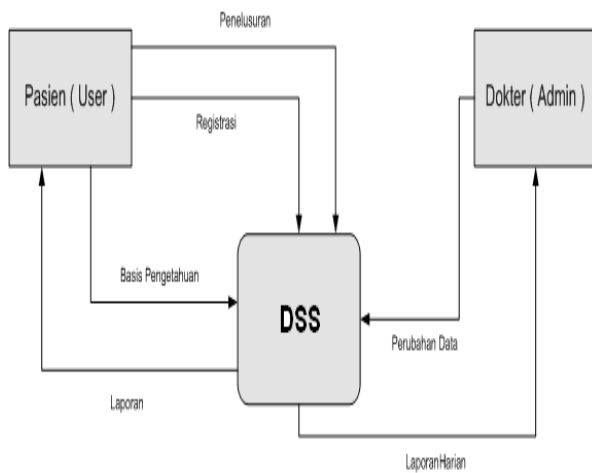 Penelusuran
Pasien ( User )
Dokter ( Admin )
Registrasi
Basis Pengetahuan
DSS
Perubahan Data
Laporan
LaporanHarian